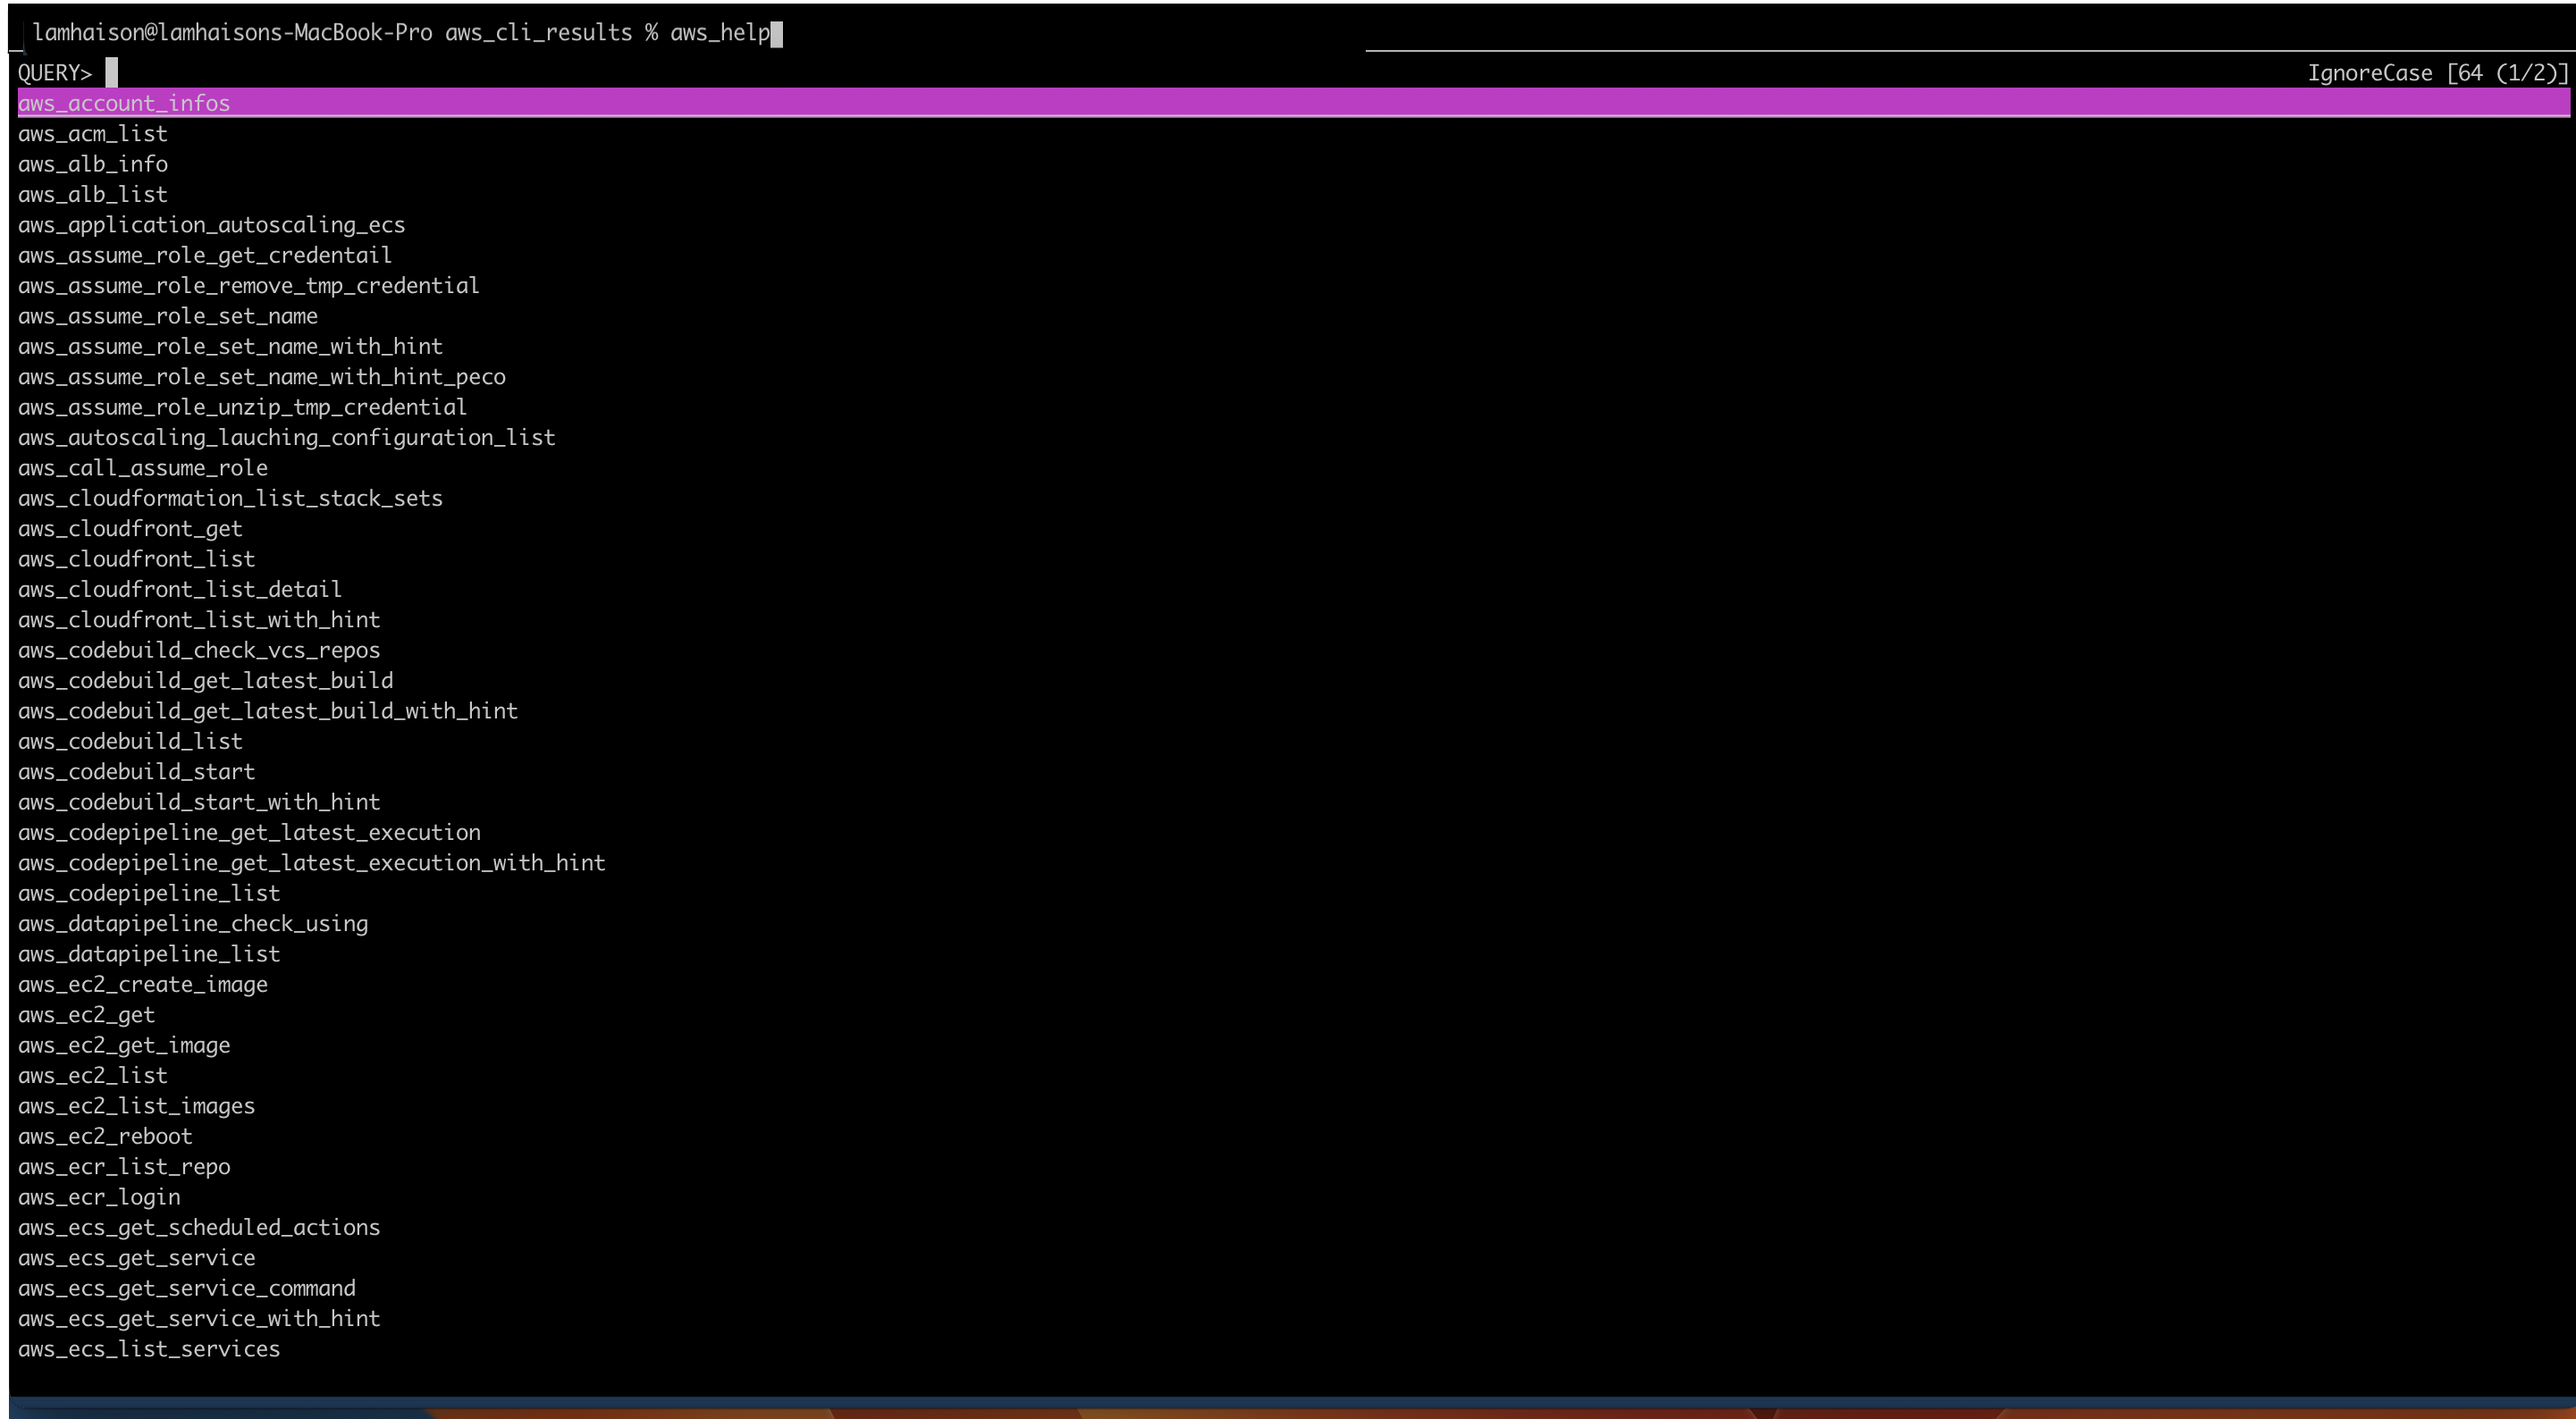 lamhaison@lamhaisons-MacBook-Pro aws_cli_results % aws_help
QUERY> IgnoreCase [64 (1/2)]
aws_account_infos
aws_acm_list
aws_alb_info
aws_alb_list
aws_application_autoscaling_ecs
aws_assume_role_get_credentail
aws_assume_role_remove_tmp_credential
aws_assume_role_set_name
aws_assume_role_set_name_with_hint
aws_assume_role_set_name_with_hint_peco
aws_assume_role_unzip_tmp_credential
aws_autoscaling_lauching_configuration_list
aws_call_assume_role
aws_cloudformation_list_stack_sets
aws_cloudfront_get
aws_cloudfront_list
aws_cloudfront_list_detail
aws_cloudfront_list_with_hint
aws_codebuild_check_vcs_repos
aws_codebuild_get_latest_build
aws_codebuild_get_latest_build_with_hint
aws_codebuild_list
aws_codebuild_start
aws_codebuild_start_with_hint
aws_codepipeline_get_latest_execution
aws_codepipeline_get_latest_execution_with_hint
aws_codepipeline_list
aws_datapipeline_check_using
aws_datapipeline_list
aws_ec2_create_image
aws_ec2_get
aws_ec2_get_image
aws_ec2_list
aws_ec2_list_images
aws_ec2_reboot
aws_ecr_list_repo
aws_ecr_login
aws_ecs_get_scheduled_actions
aws_ecs_get_service
aws_ecs_get_service_command
aws_ecs_get_service_with_hint
aws_ecs_list_services